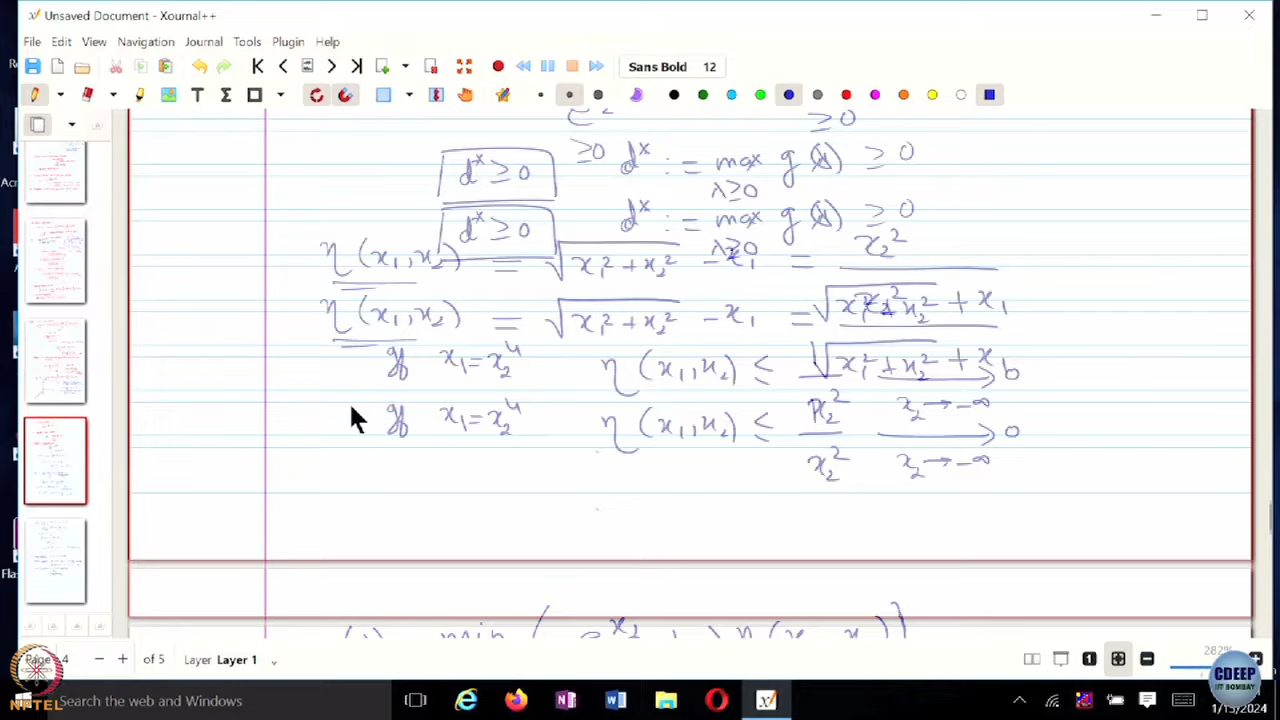 Unsaved Document - Xournal++
File Edit View Navigation Journal Tools Plugin Help
Sans Bold 12
≥0
≥0 d* := max g(λ) ≥0
d* ≥ 0 λ≥0
d* := max g(λ) ≥0
d* ≥ 0 λ≥0 x₂²
η(x₁,x₂) = √x₁²+x₂² - x₁ =
√x₁²+x₂² + x₁
η(x₁,x₂) = √x₁²+x₂² - x₁ = x₂²
√x₁²+x₂² + x₁
If x₁=x₂⁴ η(x₁,x₂) < → 0
x₂² x₂→-∞
If x₁=x₂⁴ η(x₁,x₂) < → 0
x₂² x₂→-∞
Page 4 of 5 Layer Layer 1 282%
NPTEL
Search the web and Windows
CDEEP
IIT BOMBAY
1/15/2024